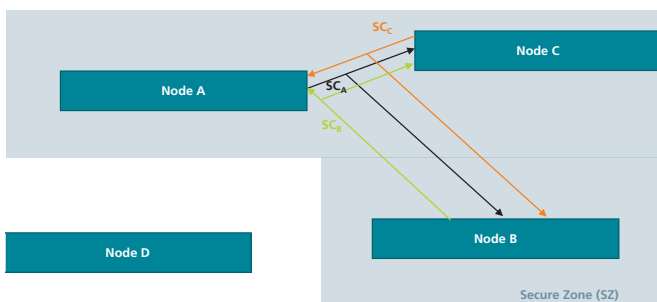 SC_C
Node C
Node A
SC_A
SC_B
Node B
Node D
Secure Zone (SZ)